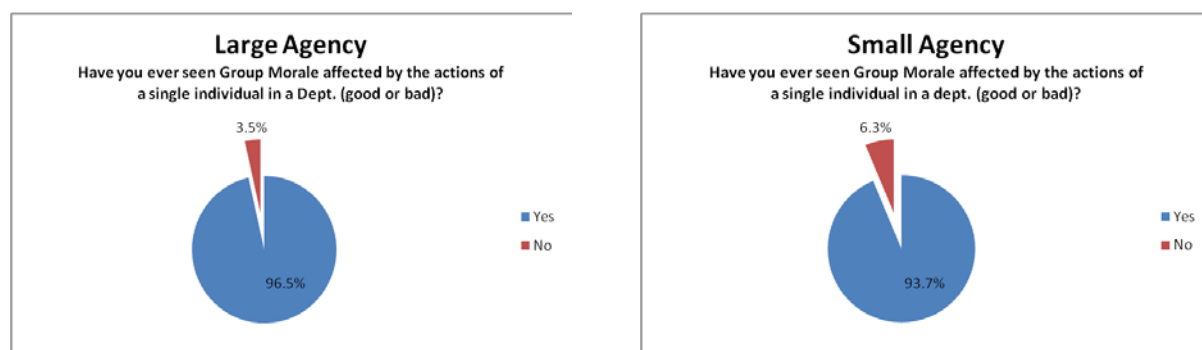 Large Agency
Have you ever seen Group Morale affected by the actions of
a single individual in a Dept. (good or bad)?
3.5%
96.5%
Yes
No
Small Agency
Have you ever seen Group Morale affected by the actions of
a single individual in a dept. (good or bad)?
6.3%
93.7%
Yes
No